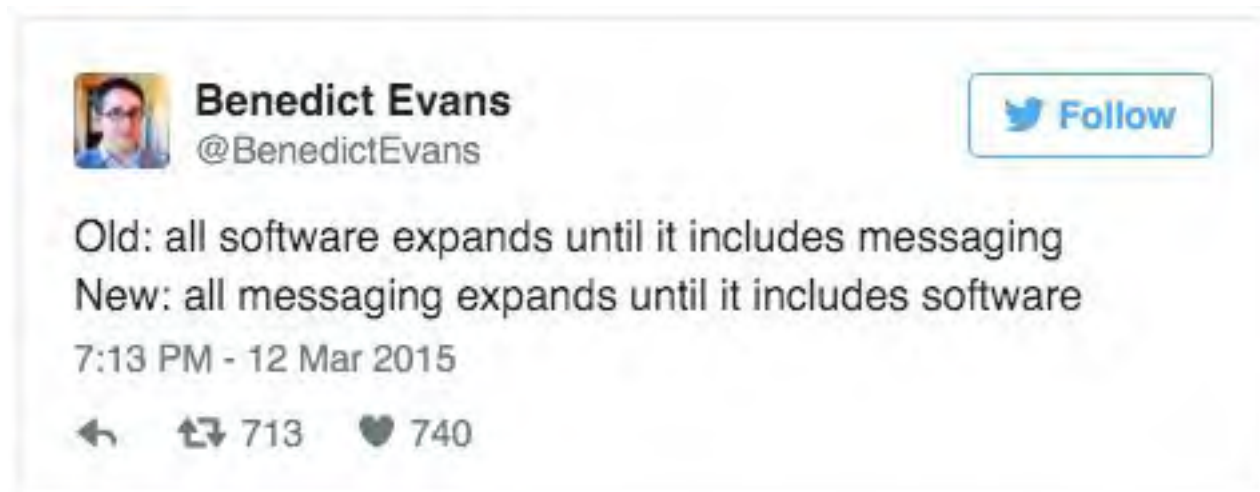 Benedict Evans
@BenedictEvans
Follow
Old: all software expands until it includes messaging
New: all messaging expands until it includes software
7:13 PM - 12 Mar 2015
713 740